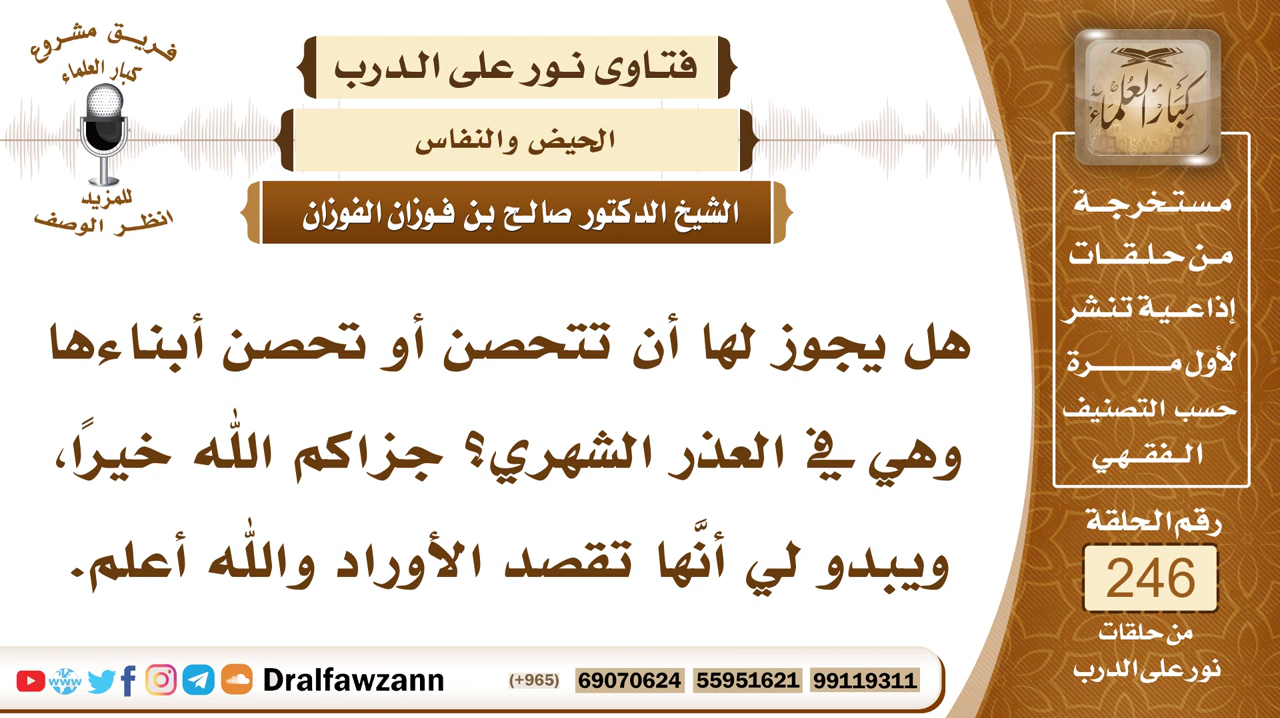 فريق مشروع
كبار العلماء
للمزيد
انظر الوصف
فتاوى نور على الدرب
الحيض والنفاس
الشيخ الدكتور صالح بن فوزان الفوزان
هل يجوز لها أن تتحصن أو تحصن أبناءها
وهي في العذر الشهري؟ جزاكم الله خيرًا،
ويبدو لي أنَّها تقصد الأوراد والله أعلم.
كبار العلماء
مستخرجة
من حلقات
إذاعية تنشر
لأول مرة
حسب التصنيف
الفقهي
رقم الحلقة
246
من حلقات
نور على الدرب
www Dralfawzann (+965) 69070624 55951621 99119311